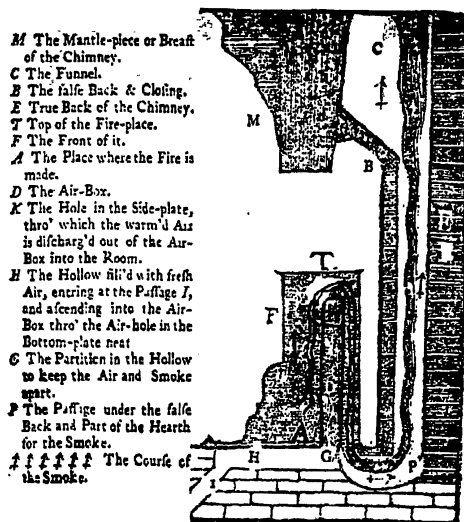 M The Mantle-piece or Breast
of the Chimney.
C The Funnel.
B The false Back & Closing.
E True Back of the Chimney.
T Top of the Fire-place.
F The Front of it.
A The Place where the Fire is
made.
D The Air-Box.
K The Hole in the Side-plate,
thro' which the warm'd Air
is discharg'd out of the Air-
Box into the Room.
H The Hollow fill'd with fresh
Air, entring at the Passage I,
and ascending into the Air-
Box thro' the Air-hole in the
Bottom-plate near
G The Partition in the Hollow
to keep the Air and Smoke
apart.
P The Passage under the false
Back and Part of the Hearth
for the Smoke.
The Course of
the Smoke.
C
M
B
E
T
F
A
H
G
P
I